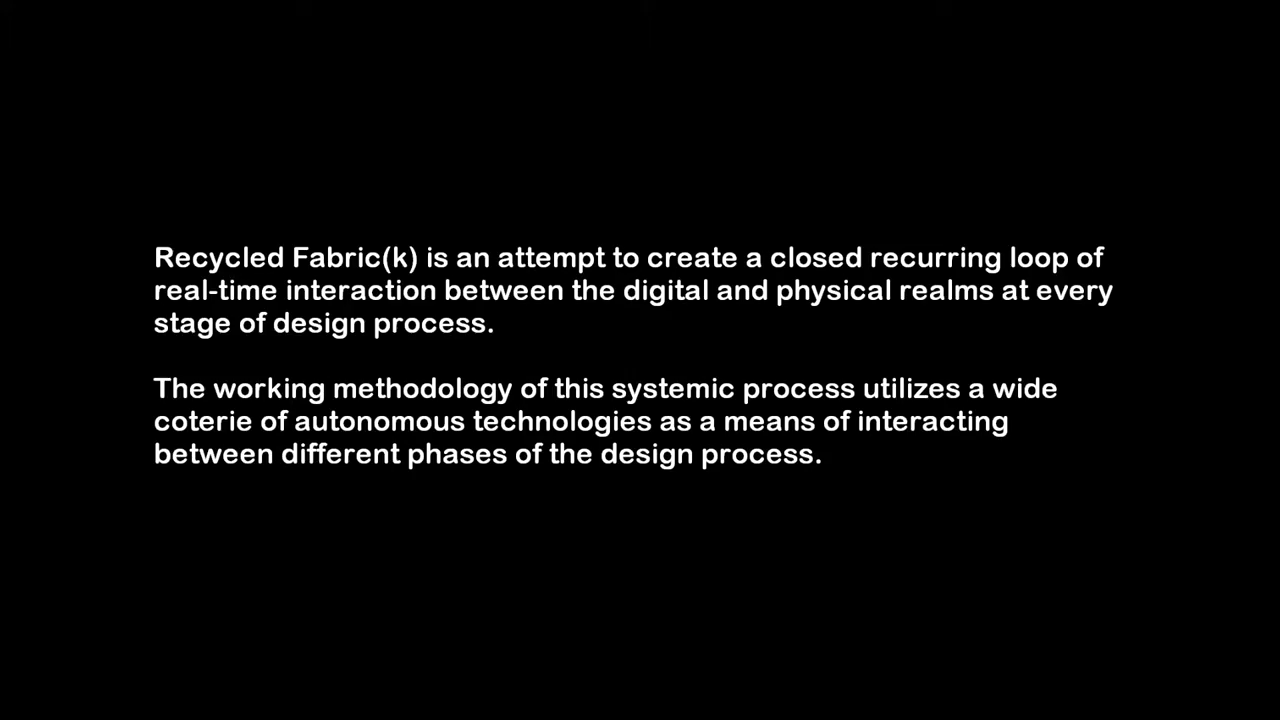 Recycled Fabric(k) is an attempt to create a closed recurring loop of
real-time interaction between the digital and physical realms at every
stage of design process.
The working methodology of this systemic process utilizes a wide
coterie of autonomous technologies as a means of interacting
between different phases of the design process.